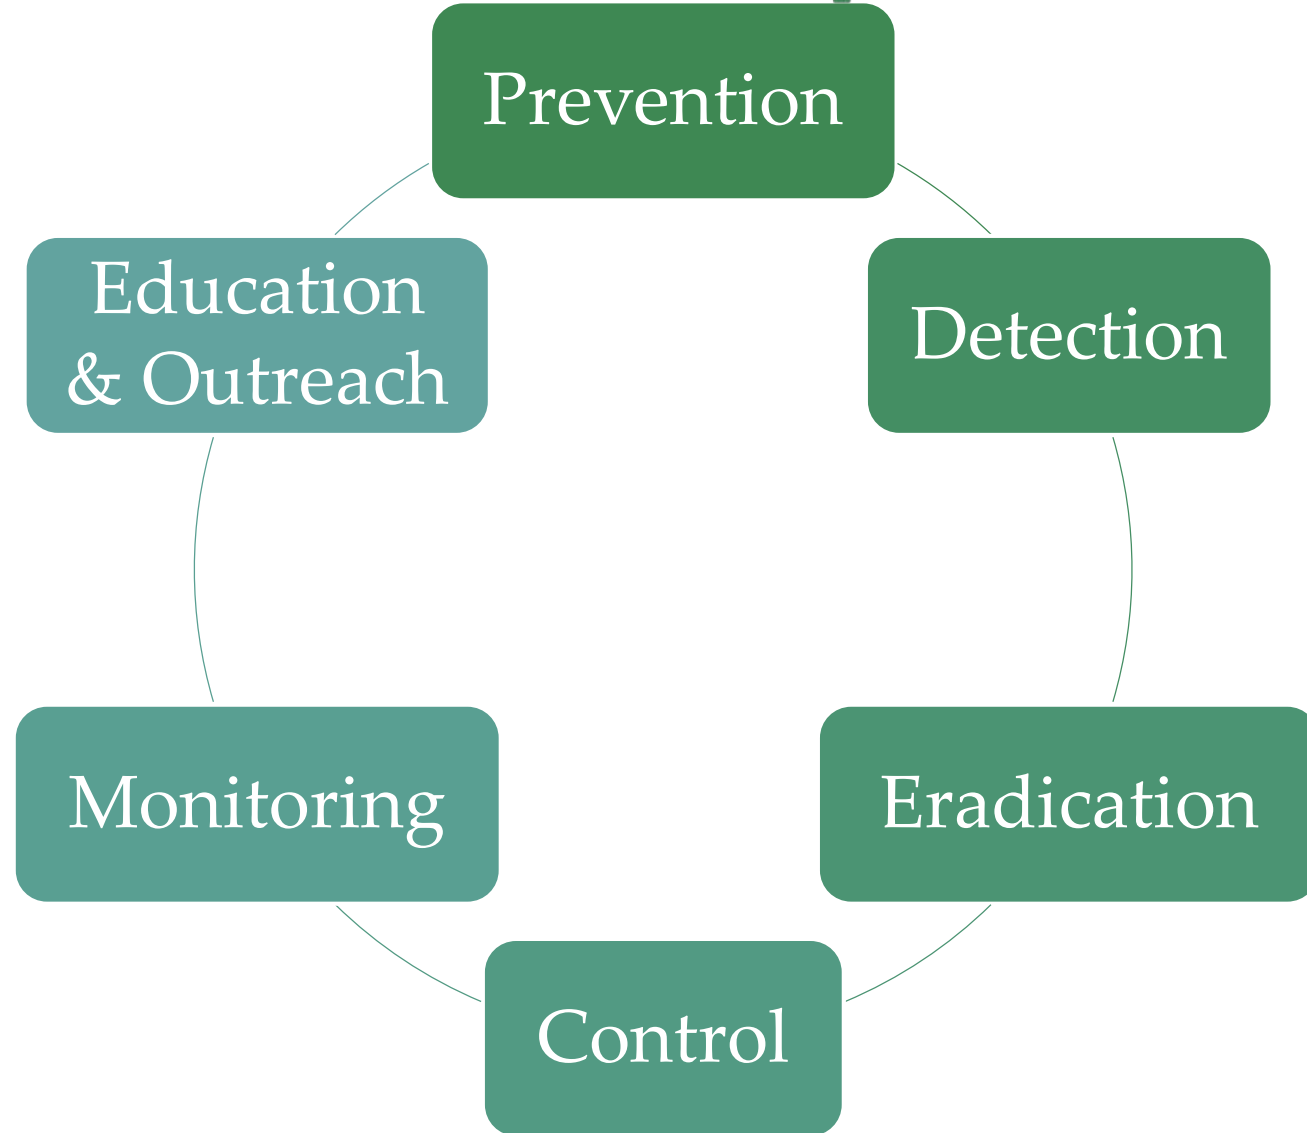 Prevention
Detection
Eradication
Control
Monitoring
Education
& Outreach